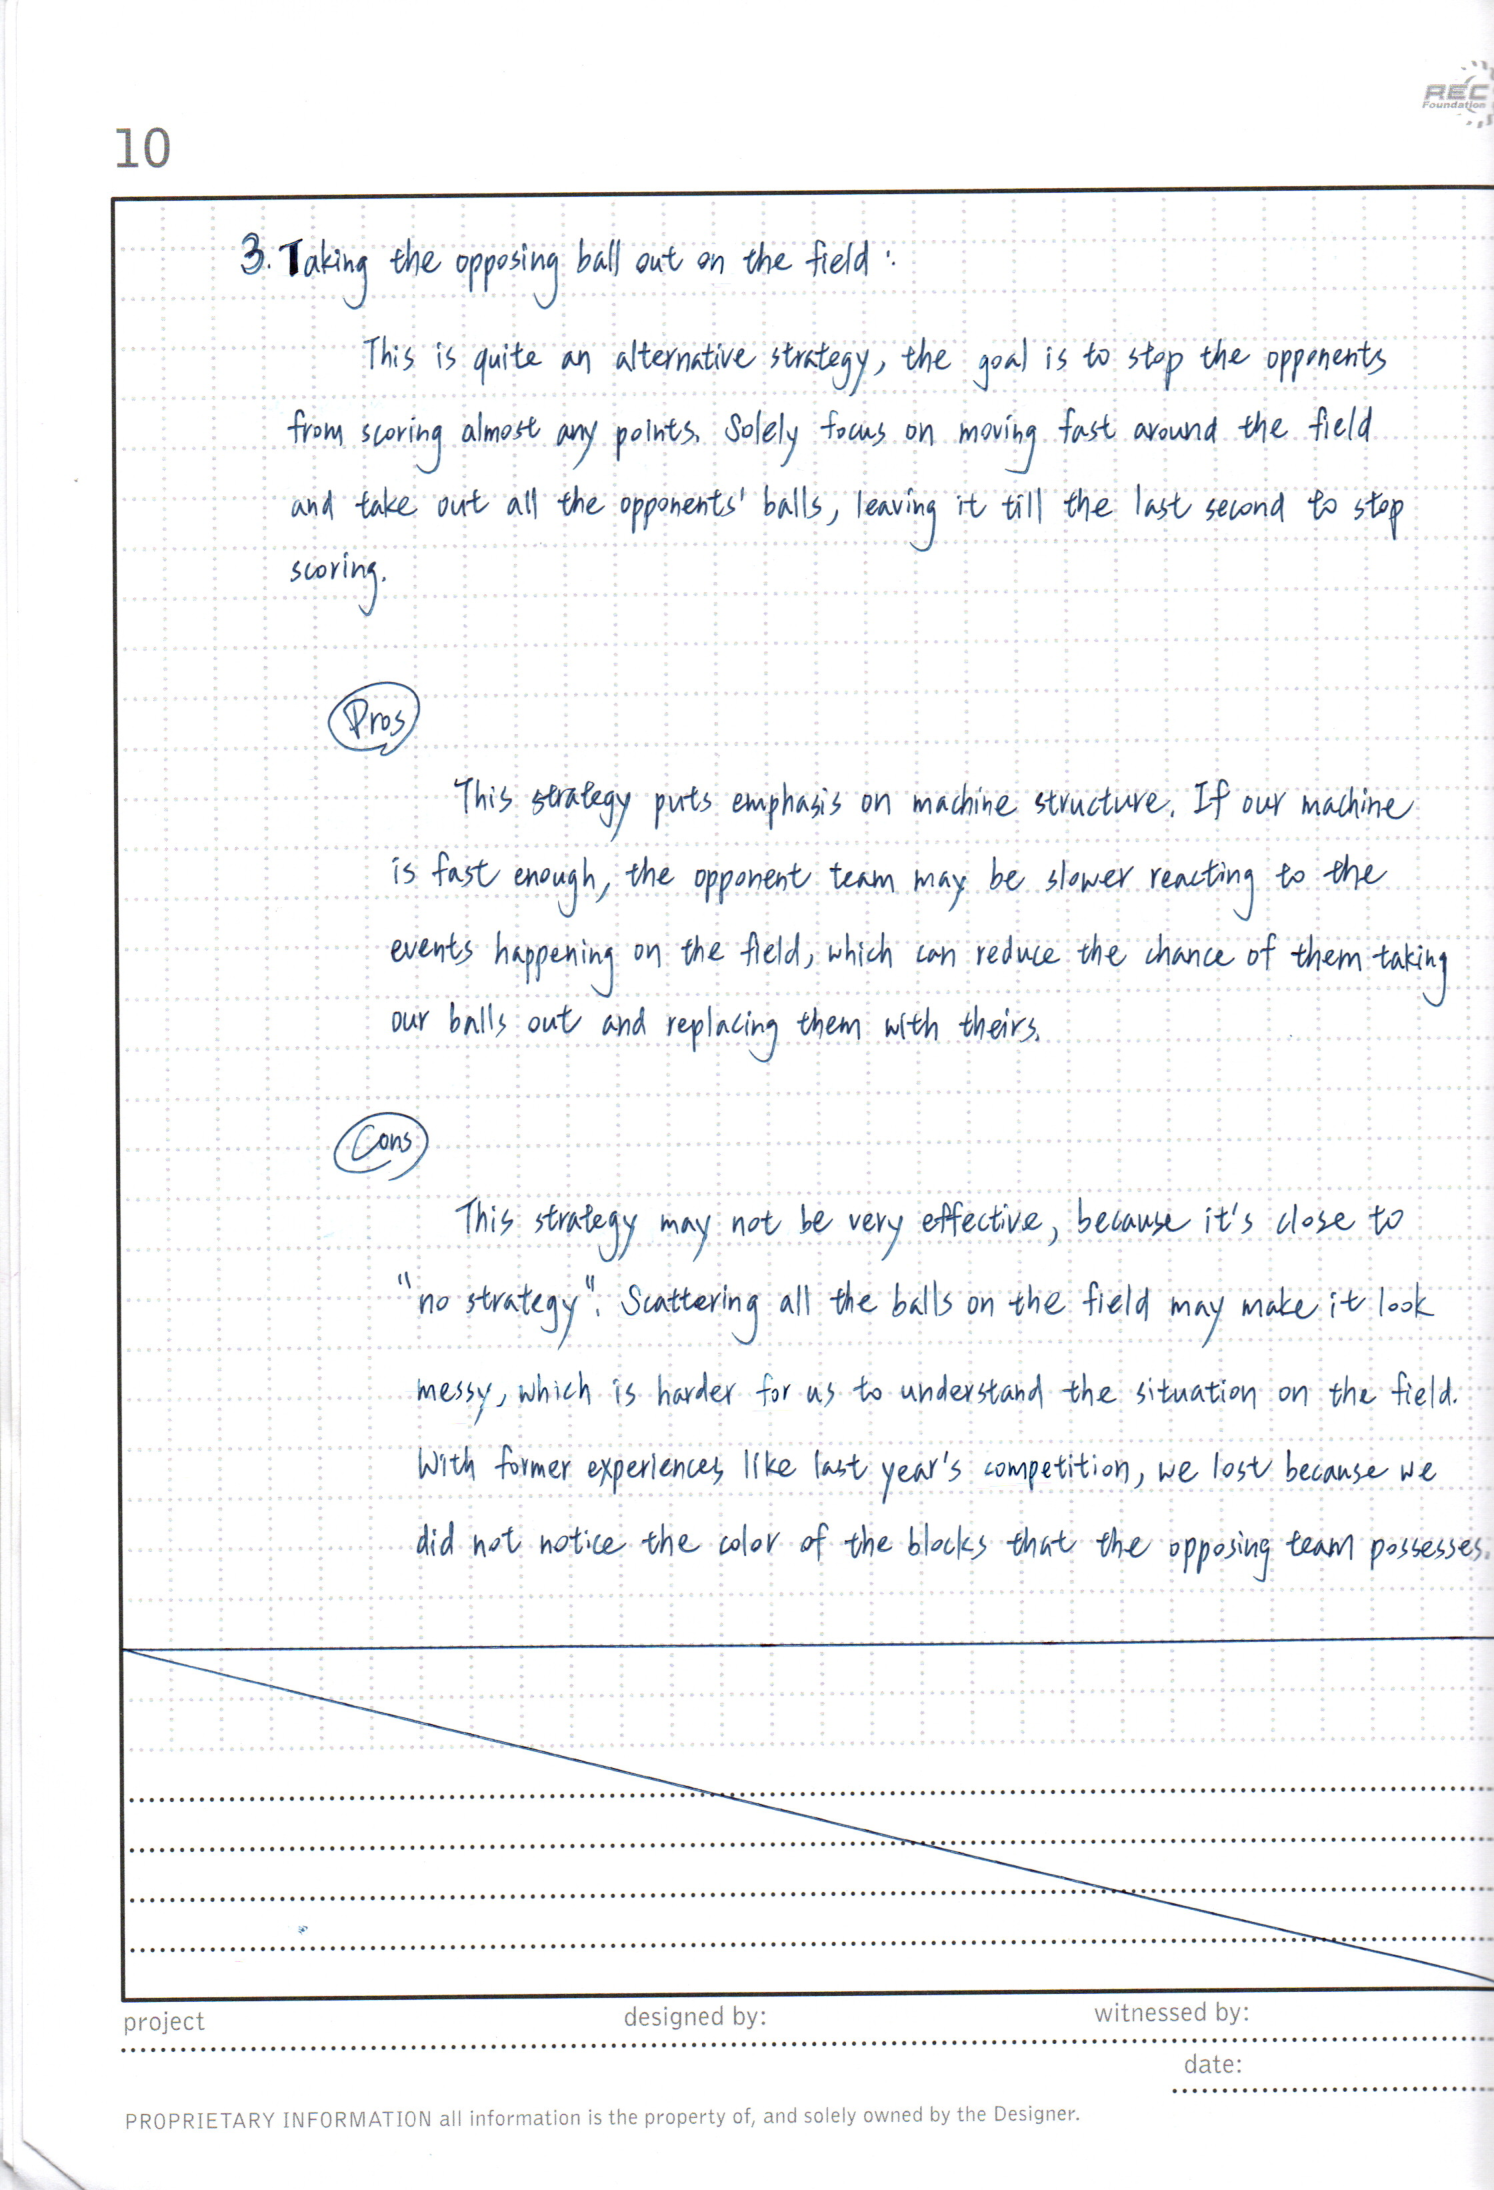 REC
Foundation
10
3. Taking the opposing ball out on the field :
This is quite an alternative strategy, the goal is to stop the opponents
from scoring almost any points. Solely focus on moving fast around the field
and take out all the opponents' balls, leaving it till the last second to stop
scoring.
Pros
This strategy puts emphasis on machine structure. If our machine
is fast enough, the opponent team may be slower reacting to the
events happening on the field, which can reduce the chance of them taking
our balls out and replacing them with theirs.
Cons
This strategy may not be very effective, because it's close to
"no strategy". Scattering all the balls on the field may make it look
messy, which is harder for us to understand the situation on the field.
With former experiences like last year's competition, we lost because we
did not notice the color of the blocks that the opposing team possesses.
project designed by: witnessed by:
date:
PROPRIETARY INFORMATION all information is the property of, and solely owned by the Designer.